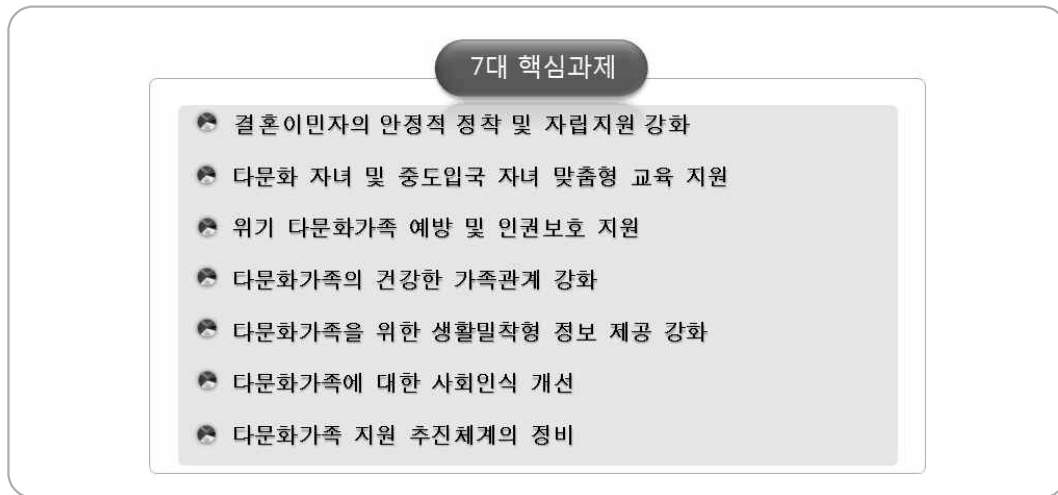 7대 핵심과제
결혼이민자의 안정적 정착 및 자립지원 강화
다문화 자녀 및 중도입국 자녀 맞춤형 교육 지원
위기 다문화가족 예방 및 인권보호 지원
다문화가족의 건강한 가족관계 강화
다문화가족을 위한 생활밀착형 정보 제공 강화
다문화가족에 대한 사회인식 개선
다문화가족 지원 추진체계의 정비